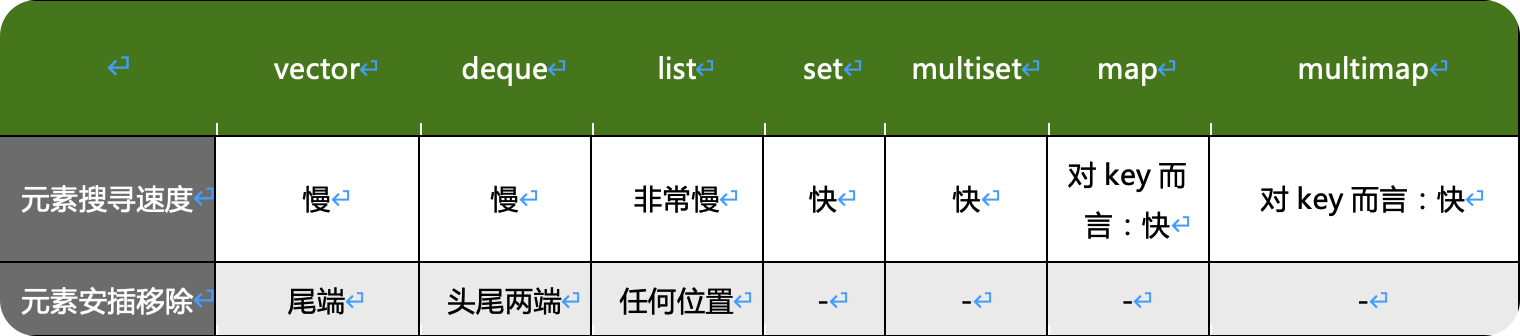 ↵ vector↵ deque↵ list↵ set↵ multiset↵ map↵ multimap↵
元素搜寻速度↵ 慢↵ 慢↵ 非常慢↵ 快↵ 快↵ 对 key 而
言：快↵ 对 key 而言：快↵
元素安插移除↵ 尾端↵ 头尾两端↵ 任何位置↵ -↵ -↵ -↵ -↵